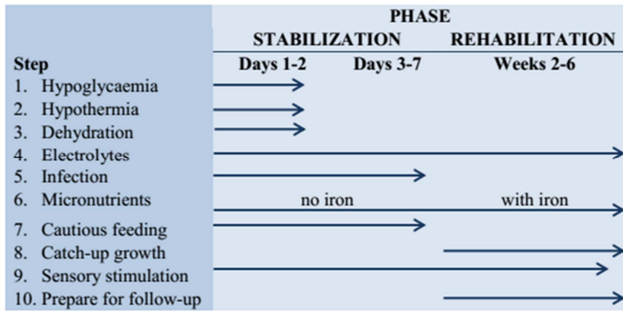 PHASE
STABILIZATION REHABILITATION
Step Days 1-2 Days 3-7 Weeks 2-6
1. Hypoglycaemia
2. Hypothermia
3. Dehydration
4. Electrolytes
5. Infection
6. Micronutrients no iron with iron
7. Cautious feeding
8. Catch-up growth
9. Sensory stimulation
10. Prepare for follow-up